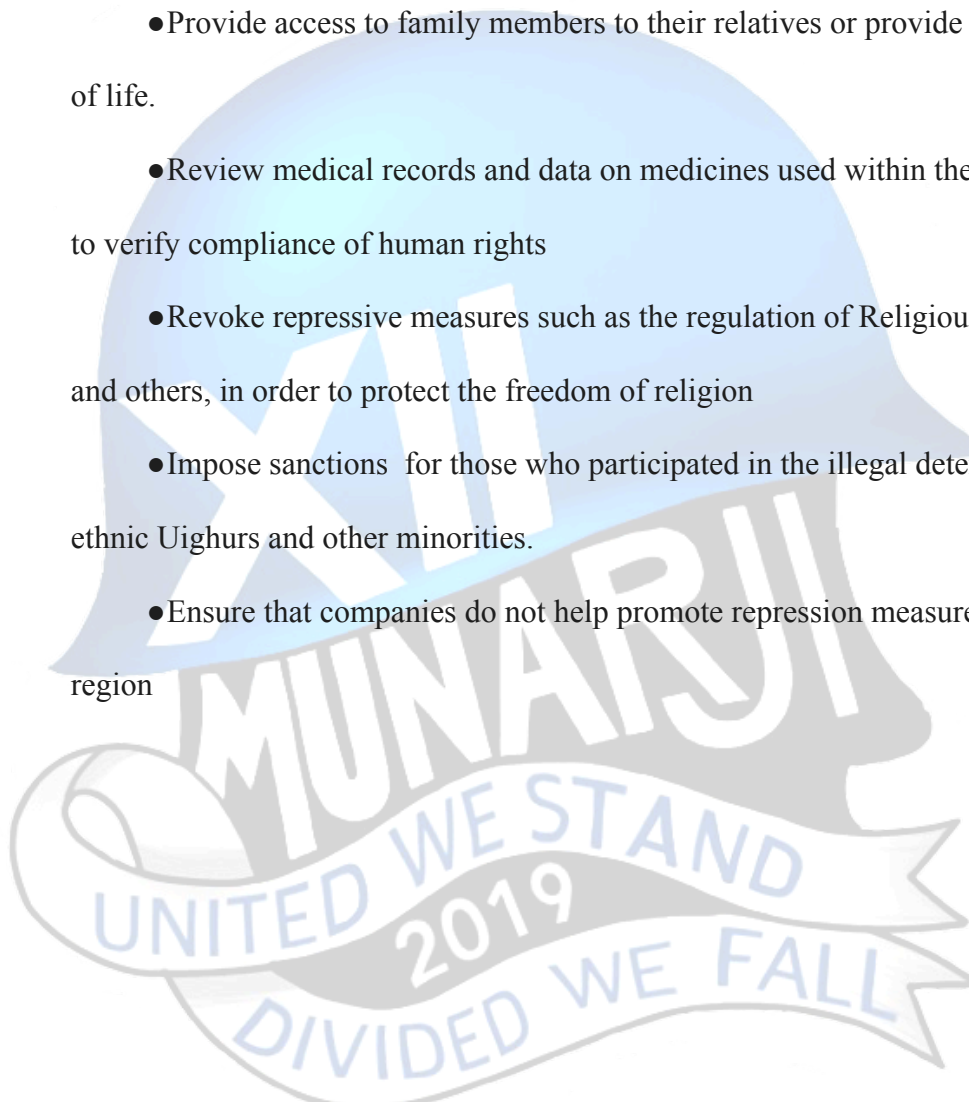 ●Provide access to family members to their relatives or provide
of life.
●Review medical records and data on medicines used within the
to verify compliance of human rights
●Revoke repressive measures such as the regulation of
and others, in order to protect the freedom of religion
●Impose sanctions for those who participated in the illegal
ethnic Uighurs and other minorities.
●Ensure that companies do not help promote repression
region
XII
MUNARJI
UNITED WE STAND
2019
DIVIDED WE FALL